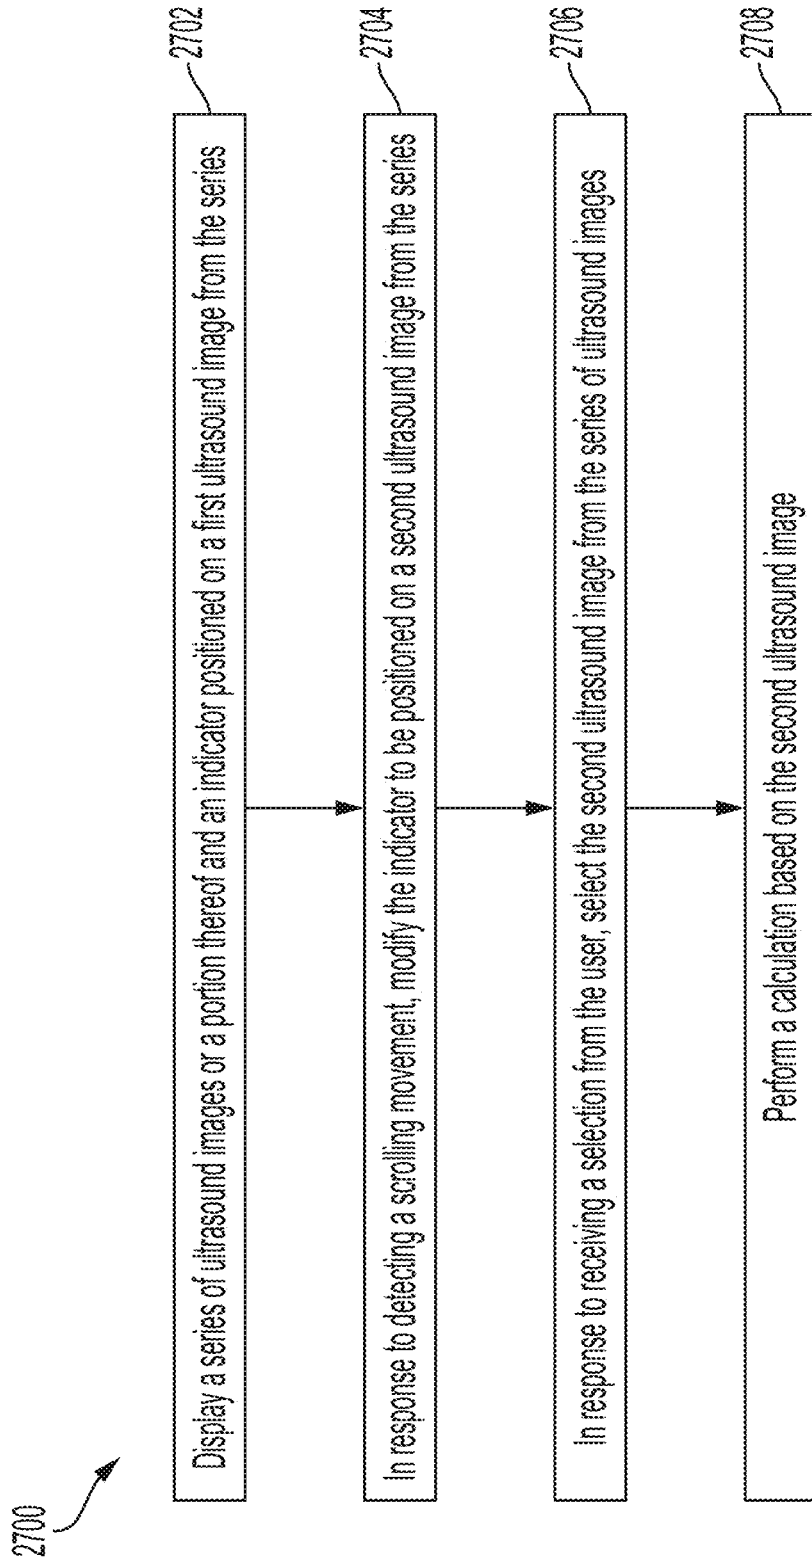 2700
Display a series of ultrasound images or a portion thereof and an indicator positioned on a first ultrasound image from the series
2702
In response to detecting a scrolling movement, modify the indicator to be positioned on a second ultrasound image from the series
2704
In response to receiving a selection from the user, select the second ultrasound image from the series of ultrasound images
2706
Perform a calculation based on the second ultrasound image
2708